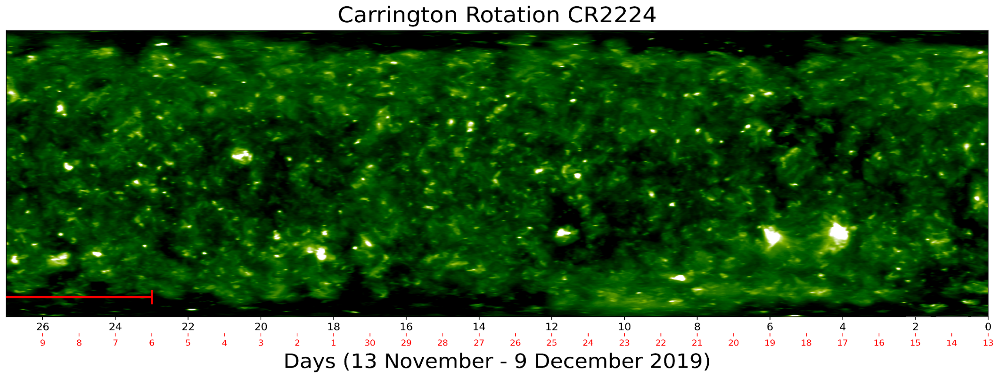 Carrington Rotation CR2224
26 24 22 20 18 16 14 12 10 8 6 4 2 0
9 8 7 6 5 4 3 2 1 30 29 28 27 26 25 24 23 22 21 20 19 18 17 16 15 14 13
Days (13 November - 9 December 2019)